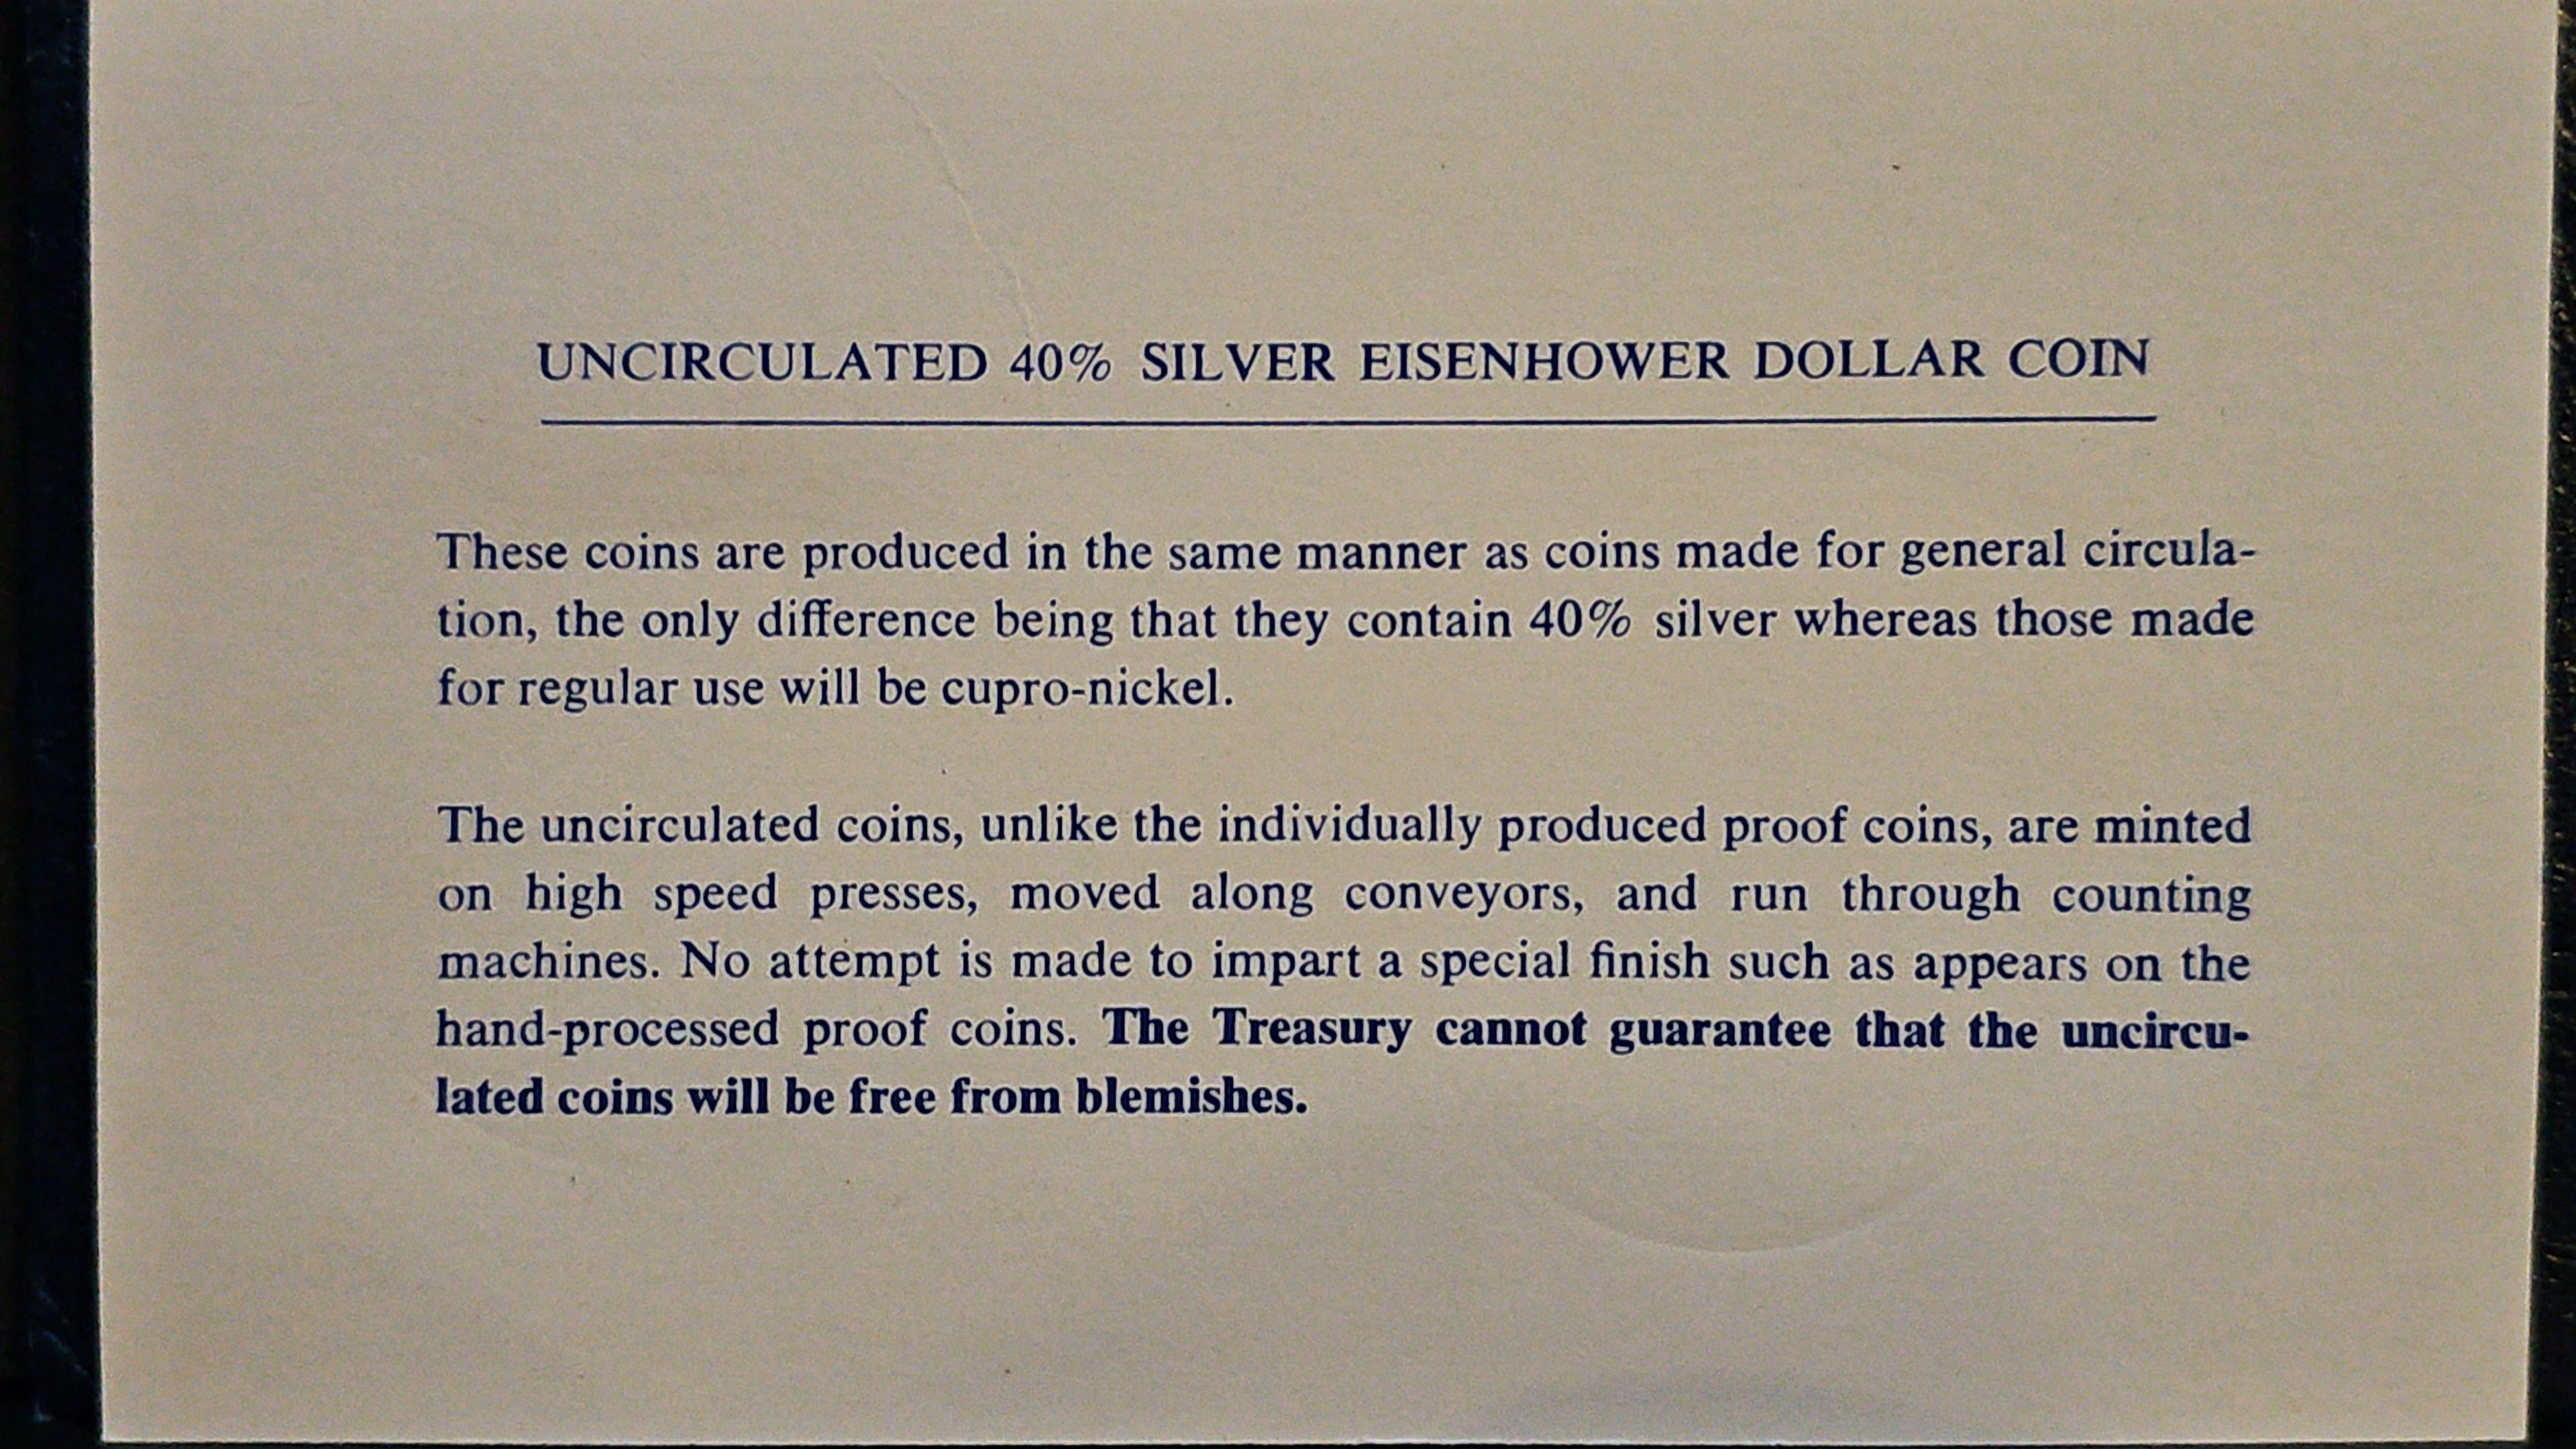 UNCIRCULATED 40% SILVER EISENHOWER DOLLAR COIN
These coins are produced in the same manner as coins made for general circula-
tion, the only difference being that they contain 40% silver whereas those made
for regular use will be cupro-nickel.
The uncirculated coins, unlike the individually produced proof coins, are minted
on high speed presses, moved along conveyors, and run through counting
machines. No attempt is made to impart a special finish such as appears on the
hand-processed proof coins. The Treasury cannot guarantee that the uncircu-
lated coins will be free from blemishes.